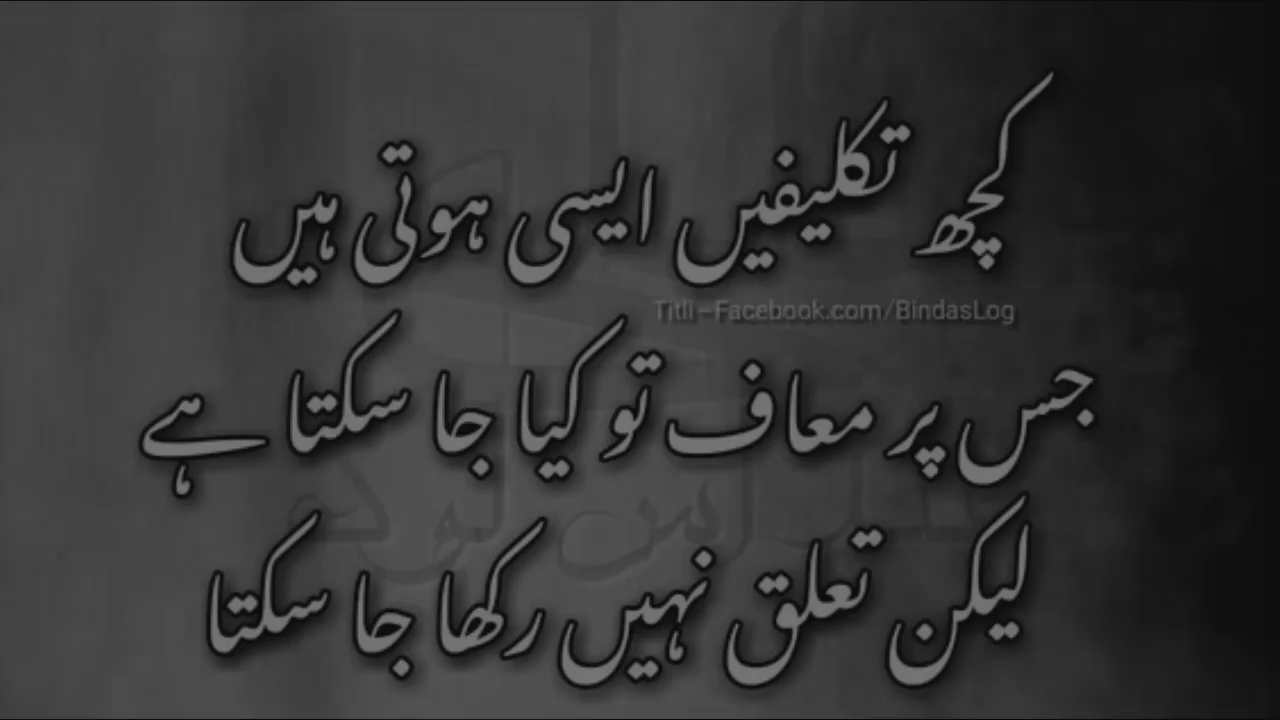 کچھ تکلیفیں ایسی ہوتی ہیں
Titli-Facebook.com/BindasLog
جس پر معاف تو کیا جا سکتا ہے
لیکن تعلق نہیں رکھا جا سکتا